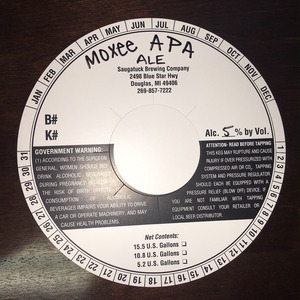 JAN FEB MAR APR MAY JUN JUL AUG SEP OCT NOV DEC
Moxee APA
ALE
Saugatuck Brewing Company
2498 Blue Star Hwy
Douglas, MI 49406
269-857-7222
B#
K#
Alc. 5 % by Vol.
GOVERNMENT WARNING:
(1) ACCORDING TO THE SURGEON
GENERAL, WOMEN SHOULD NOT
DRINK ALCOHOLIC BEVERAGES
DURING PREGNANCY BECAUSE
THE RISK OF BIRTH DEFECTS.
CONSUMPTION OF ALCOHOLIC
BEVERAGES IMPAIRS YOUR ABILITY TO DRIVE
A CAR OR OPERATE MACHINERY, AND MAY
CAUSE HEALTH PROBLEMS.
ATTENTION- READ BEFORE TAPPING
THIS KEG MAY RUPTURE AND CAUSE
INJURY IF OVER PRESSURIZED WITH
COMPRESSED AIR OR CO2. TAPPING
SYSTEM AND PRESSURE REGULATOR
SHOULD EACH BE EQUIPPED WITH A
PRESSURE RELIEF (BLOW OFF) DEVICE. IF
YOU ARE NOT FAMILIAR WITH TAPPING
EQUIPMENT CONSULT YOUR RETAILER OR
LOCAL BEER DISTRIBUTOR.
Net Contents:
15.5 U.S. Gallons
10.8 U.S. Gallons
5.2 U.S. Gallons
1 2 3 4 5 6 7 8 9 10 11 12 13 14 15 16 17 18 19 20 21 22 23 24 25 26 27 28 29 30 31